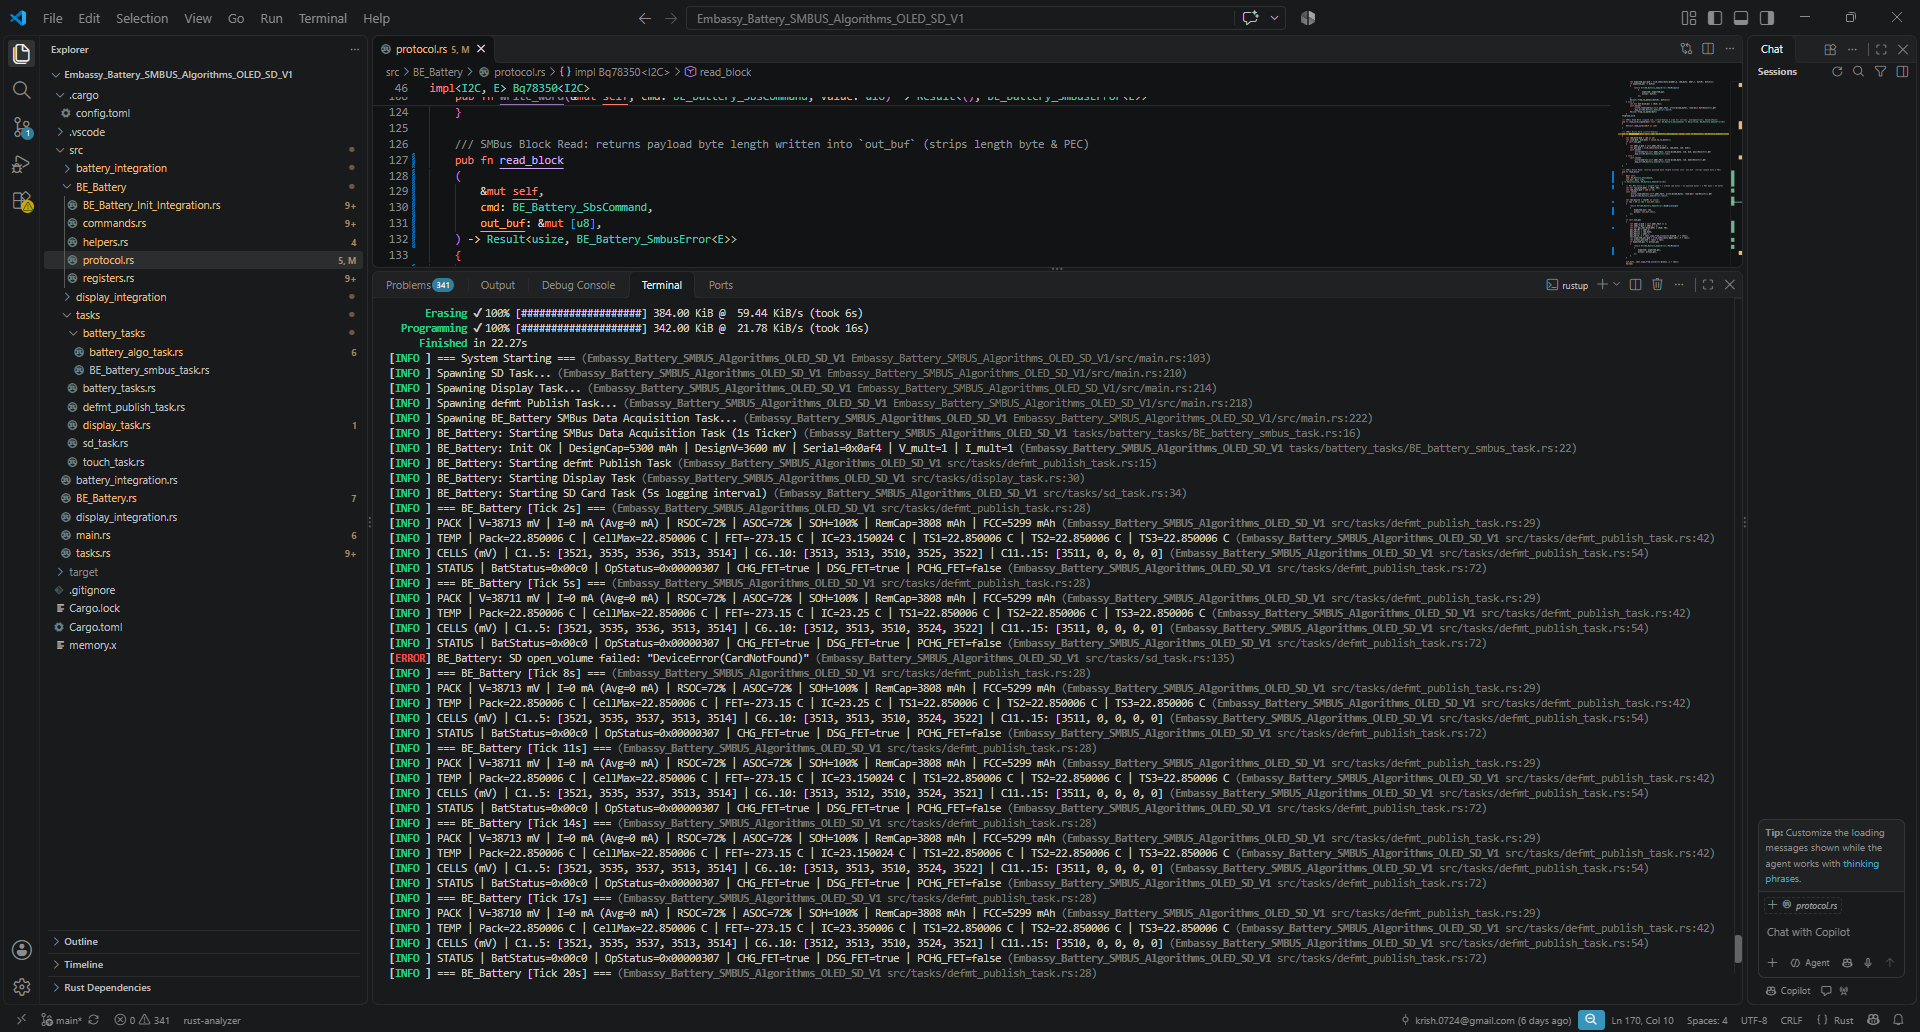 File Edit Selection View Go Run Terminal Help
Embassy_Battery_SMBUS_Algorithms_OLED_SD_V1
Explorer
Embassy_Battery_SMBUS_Algorithms_OLED_SD_V1
.cargo
config.toml
.vscode
src
battery_integration
BE_Battery
BE_Battery_Init_Integration.rs 9+
commands.rs 9+
helpers.rs 4
protocol.rs 5, M
registers.rs 9+
display_integration
tasks
battery_tasks
battery_algo_task.rs 6
BE_battery_smbus_task.rs
battery_tasks.rs
defmt_publish_task.rs
display_task.rs 1
sd_task.rs
touch_task.rs
battery_integration.rs
BE_Battery.rs 7
display_integration.rs
main.rs 6
tasks.rs 9+
target
.gitignore
Cargo.lock
Cargo.toml
memory.x
Outline
Timeline
Rust Dependencies
protocol.rs 5, M
src > BE_Battery > protocol.rs > {} impl Bq78350<I2C> > read_block
46 impl<I2C, E> Bq78350<I2C>
124 }
125
126 /// SMBus Block Read: returns payload byte length written into `out_buf` (strips length byte & PEC)
127 pub fn read_block
128 (
129 &mut self,
130 cmd: BE_Battery_SbsCommand,
131 out_buf: &mut [u8],
132 ) -> Result<usize, BE_Battery_SmbusError<E>>
133 {
Problems 341 Output Debug Console Terminal Ports
rustup
Erasing ✓ 100% [####################] 384.00 KiB @ 59.44 KiB/s (took 6s)
Programming ✓ 100% [####################] 342.00 KiB @ 21.78 KiB/s (took 16s)
Finished in 22.27s
[INFO ] === System Starting === (Embassy_Battery_SMBUS_Algorithms_OLED_SD_V1 Embassy_Battery_SMBUS_Algorithms_OLED_SD_V1/src/main.rs:103)
[INFO ] Spawning SD Task... (Embassy_Battery_SMBUS_Algorithms_OLED_SD_V1 Embassy_Battery_SMBUS_Algorithms_OLED_SD_V1/src/main.rs:210)
[INFO ] Spawning Display Task... (Embassy_Battery_SMBUS_Algorithms_OLED_SD_V1 Embassy_Battery_SMBUS_Algorithms_OLED_SD_V1/src/main.rs:214)
[INFO ] Spawning defmt Publish Task... (Embassy_Battery_SMBUS_Algorithms_OLED_SD_V1 Embassy_Battery_SMBUS_Algorithms_OLED_SD_V1/src/main.rs:218)
[INFO ] Spawning BE_Battery SMBus Data Acquisition Task... (Embassy_Battery_SMBUS_Algorithms_OLED_SD_V1 Embassy_Battery_SMBUS_Algorithms_OLED_SD_V1/src/main.rs:222)
[INFO ] BE_Battery: Starting SMBus Data Acquisition Task (1s Ticker) (Embassy_Battery_SMBUS_Algorithms_OLED_SD_V1 tasks/battery_tasks/BE_battery_smbus_task.rs:16)
[INFO ] BE_Battery: Init OK | DesignCap=5300 mAh | DesignV=3600 mV | Serial=0x0af4 | V_mult=1 | I_mult=1 (Embassy_Battery_SMBUS_Algorithms_OLED_SD_V1 tasks/battery_tasks/BE_battery_smbus_task.rs:22)
[INFO ] BE_Battery: Starting defmt Publish Task (Embassy_Battery_SMBUS_Algorithms_OLED_SD_V1 src/tasks/defmt_publish_task.rs:15)
[INFO ] BE_Battery: Starting Display Task (Embassy_Battery_SMBUS_Algorithms_OLED_SD_V1 src/tasks/display_task.rs:30)
[INFO ] BE_Battery: Starting SD Card Task (5s logging interval) (Embassy_Battery_SMBUS_Algorithms_OLED_SD_V1 src/tasks/sd_task.rs:34)
[INFO ] === BE_Battery [Tick 2s] === (Embassy_Battery_SMBUS_Algorithms_OLED_SD_V1 src/tasks/defmt_publish_task.rs:28)
[INFO ] PACK | V=38713 mV | I=0 mA (Avg=0 mA) | RSOC=72% | ASOC=72% | SOH=100% | RemCap=3808 mAh | FCC=5299 mAh (Embassy_Battery_SMBUS_Algorithms_OLED_SD_V1 src/tasks/defmt_publish_task.rs:29)
[INFO ] TEMP | Pack=22.850006 C | CellMax=22.850006 C | FET=-273.15 C | IC=23.150024 C | TS1=22.850006 C | TS2=22.850006 C | TS3=22.850006 C (Embassy_Battery_SMBUS_Algorithms_OLED_SD_V1 src/tasks/defmt_publish_task.rs:42)
[INFO ] CELLS (mV) | C1..5: [3521, 3535, 3536, 3513, 3514] | C6..10: [3513, 3513, 3510, 3525, 3522] | C11..15: [3511, 0, 0, 0, 0] (Embassy_Battery_SMBUS_Algorithms_OLED_SD_V1 src/tasks/defmt_publish_task.rs:54)
[INFO ] STATUS | BatStatus=0x00c0 | OpStatus=0x00000307 | CHG_FET=true | DSG_FET=true | PCHG_FET=false (Embassy_Battery_SMBUS_Algorithms_OLED_SD_V1 src/tasks/defmt_publish_task.rs:72)
[INFO ] === BE_Battery [Tick 5s] === (Embassy_Battery_SMBUS_Algorithms_OLED_SD_V1 src/tasks/defmt_publish_task.rs:28)
[INFO ] PACK | V=38711 mV | I=0 mA (Avg=0 mA) | RSOC=72% | ASOC=72% | SOH=100% | RemCap=3808 mAh | FCC=5299 mAh (Embassy_Battery_SMBUS_Algorithms_OLED_SD_V1 src/tasks/defmt_publish_task.rs:29)
[INFO ] TEMP | Pack=22.850006 C | CellMax=22.850006 C | FET=-273.15 C | IC=23.25 C | TS1=22.850006 C | TS2=22.850006 C | TS3=22.850006 C (Embassy_Battery_SMBUS_Algorithms_OLED_SD_V1 src/tasks/defmt_publish_task.rs:42)
[INFO ] CELLS (mV) | C1..5: [3521, 3535, 3536, 3513, 3514] | C6..10: [3512, 3513, 3510, 3524, 3522] | C11..15: [3511, 0, 0, 0, 0] (Embassy_Battery_SMBUS_Algorithms_OLED_SD_V1 src/tasks/defmt_publish_task.rs:54)
[INFO ] STATUS | BatStatus=0x00c0 | OpStatus=0x00000307 | CHG_FET=true | DSG_FET=true | PCHG_FET=false (Embassy_Battery_SMBUS_Algorithms_OLED_SD_V1 src/tasks/defmt_publish_task.rs:72)
[ERROR] BE_Battery: SD open_volume failed: "DeviceError(CardNotFound)" (Embassy_Battery_SMBUS_Algorithms_OLED_SD_V1 src/tasks/sd_task.rs:135)
[INFO ] === BE_Battery [Tick 8s] === (Embassy_Battery_SMBUS_Algorithms_OLED_SD_V1 src/tasks/defmt_publish_task.rs:28)
[INFO ] PACK | V=38713 mV | I=0 mA (Avg=0 mA) | RSOC=72% | ASOC=72% | SOH=100% | RemCap=3808 mAh | FCC=5299 mAh (Embassy_Battery_SMBUS_Algorithms_OLED_SD_V1 src/tasks/defmt_publish_task.rs:29)
[INFO ] TEMP | Pack=22.850006 C | CellMax=22.850006 C | FET=-273.15 C | IC=23.25 C | TS1=22.850006 C | TS2=22.850006 C | TS3=22.850006 C (Embassy_Battery_SMBUS_Algorithms_OLED_SD_V1 src/tasks/defmt_publish_task.rs:42)
[INFO ] CELLS (mV) | C1..5: [3521, 3535, 3537, 3513, 3514] | C6..10: [3513, 3513, 3510, 3524, 3522] | C11..15: [3511, 0, 0, 0, 0] (Embassy_Battery_SMBUS_Algorithms_OLED_SD_V1 src/tasks/defmt_publish_task.rs:54)
[INFO ] STATUS | BatStatus=0x00c0 | OpStatus=0x00000307 | CHG_FET=true | DSG_FET=true | PCHG_FET=false (Embassy_Battery_SMBUS_Algorithms_OLED_SD_V1 src/tasks/defmt_publish_task.rs:72)
[INFO ] === BE_Battery [Tick 11s] === (Embassy_Battery_SMBUS_Algorithms_OLED_SD_V1 src/tasks/defmt_publish_task.rs:28)
[INFO ] PACK | V=38711 mV | I=0 mA (Avg=0 mA) | RSOC=72% | ASOC=72% | SOH=100% | RemCap=3808 mAh | FCC=5299 mAh (Embassy_Battery_SMBUS_Algorithms_OLED_SD_V1 src/tasks/defmt_publish_task.rs:29)
[INFO ] TEMP | Pack=22.850006 C | CellMax=22.850006 C | FET=-273.15 C | IC=23.150024 C | TS1=22.850006 C | TS2=22.850006 C | TS3=22.850006 C (Embassy_Battery_SMBUS_Algorithms_OLED_SD_V1 src/tasks/defmt_publish_task.rs:42)
[INFO ] CELLS (mV) | C1..5: [3521, 3535, 3537, 3513, 3514] | C6..10: [3513, 3512, 3510, 3524, 3521] | C11..15: [3511, 0, 0, 0, 0] (Embassy_Battery_SMBUS_Algorithms_OLED_SD_V1 src/tasks/defmt_publish_task.rs:54)
[INFO ] STATUS | BatStatus=0x00c0 | OpStatus=0x00000307 | CHG_FET=true | DSG_FET=true | PCHG_FET=false (Embassy_Battery_SMBUS_Algorithms_OLED_SD_V1 src/tasks/defmt_publish_task.rs:72)
[INFO ] === BE_Battery [Tick 14s] === (Embassy_Battery_SMBUS_Algorithms_OLED_SD_V1 src/tasks/defmt_publish_task.rs:28)
[INFO ] PACK | V=38713 mV | I=0 mA (Avg=0 mA) | RSOC=72% | ASOC=72% | SOH=100% | RemCap=3808 mAh | FCC=5299 mAh (Embassy_Battery_SMBUS_Algorithms_OLED_SD_V1 src/tasks/defmt_publish_task.rs:29)
[INFO ] TEMP | Pack=22.850006 C | CellMax=22.850006 C | FET=-273.15 C | IC=23.150024 C | TS1=22.850006 C | TS2=22.850006 C | TS3=22.850006 C (Embassy_Battery_SMBUS_Algorithms_OLED_SD_V1 src/tasks/defmt_publish_task.rs:42)
[INFO ] CELLS (mV) | C1..5: [3521, 3535, 3537, 3513, 3514] | C6..10: [3513, 3513, 3510, 3524, 3522] | C11..15: [3511, 0, 0, 0, 0] (Embassy_Battery_SMBUS_Algorithms_OLED_SD_V1 src/tasks/defmt_publish_task.rs:54)
[INFO ] STATUS | BatStatus=0x00c0 | OpStatus=0x00000307 | CHG_FET=true | DSG_FET=true | PCHG_FET=false (Embassy_Battery_SMBUS_Algorithms_OLED_SD_V1 src/tasks/defmt_publish_task.rs:72)
[INFO ] === BE_Battery [Tick 17s] === (Embassy_Battery_SMBUS_Algorithms_OLED_SD_V1 src/tasks/defmt_publish_task.rs:28)
[INFO ] PACK | V=38710 mV | I=0 mA (Avg=0 mA) | RSOC=72% | ASOC=72% | SOH=100% | RemCap=3808 mAh | FCC=5299 mAh (Embassy_Battery_SMBUS_Algorithms_OLED_SD_V1 src/tasks/defmt_publish_task.rs:29)
[INFO ] TEMP | Pack=22.850006 C | CellMax=22.850006 C | FET=-273.15 C | IC=23.350006 C | TS1=22.850006 C | TS2=22.850006 C | TS3=22.850006 C (Embassy_Battery_SMBUS_Algorithms_OLED_SD_V1 src/tasks/defmt_publish_task.rs:42)
[INFO ] CELLS (mV) | C1..5: [3521, 3535, 3537, 3513, 3514] | C6..10: [3512, 3513, 3510, 3524, 3521] | C11..15: [3510, 0, 0, 0, 0] (Embassy_Battery_SMBUS_Algorithms_OLED_SD_V1 src/tasks/defmt_publish_task.rs:54)
[INFO ] STATUS | BatStatus=0x00c0 | OpStatus=0x00000307 | CHG_FET=true | DSG_FET=true | PCHG_FET=false (Embassy_Battery_SMBUS_Algorithms_OLED_SD_V1 src/tasks/defmt_publish_task.rs:72)
[INFO ] === BE_Battery [Tick 20s] === (Embassy_Battery_SMBUS_Algorithms_OLED_SD_V1 src/tasks/defmt_publish_task.rs:28)
Chat
Sessions
Tip: Customize the loading
messages shown while the
agent works with thinking
phrases.
protocol.rs
Chat with Copilot
Agent
Copilot
main* 0 341 rust-analyzer
krish.0724@gmail.com (6 days ago) Ln 170, Col 10 Spaces: 4 UTF-8 CRLF {} Rust